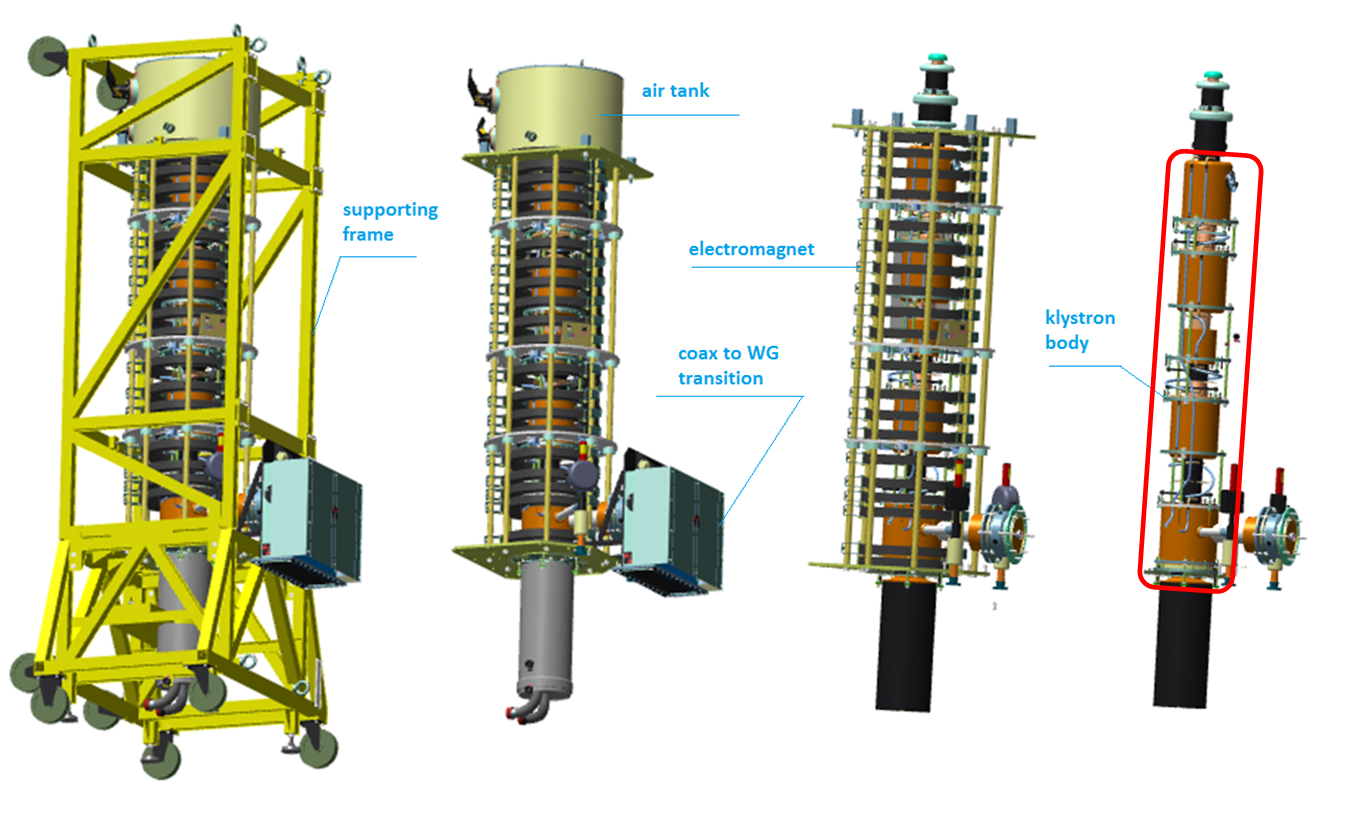 air tank
supporting
frame
electromagnet
coax to WG
transition
klystron
body